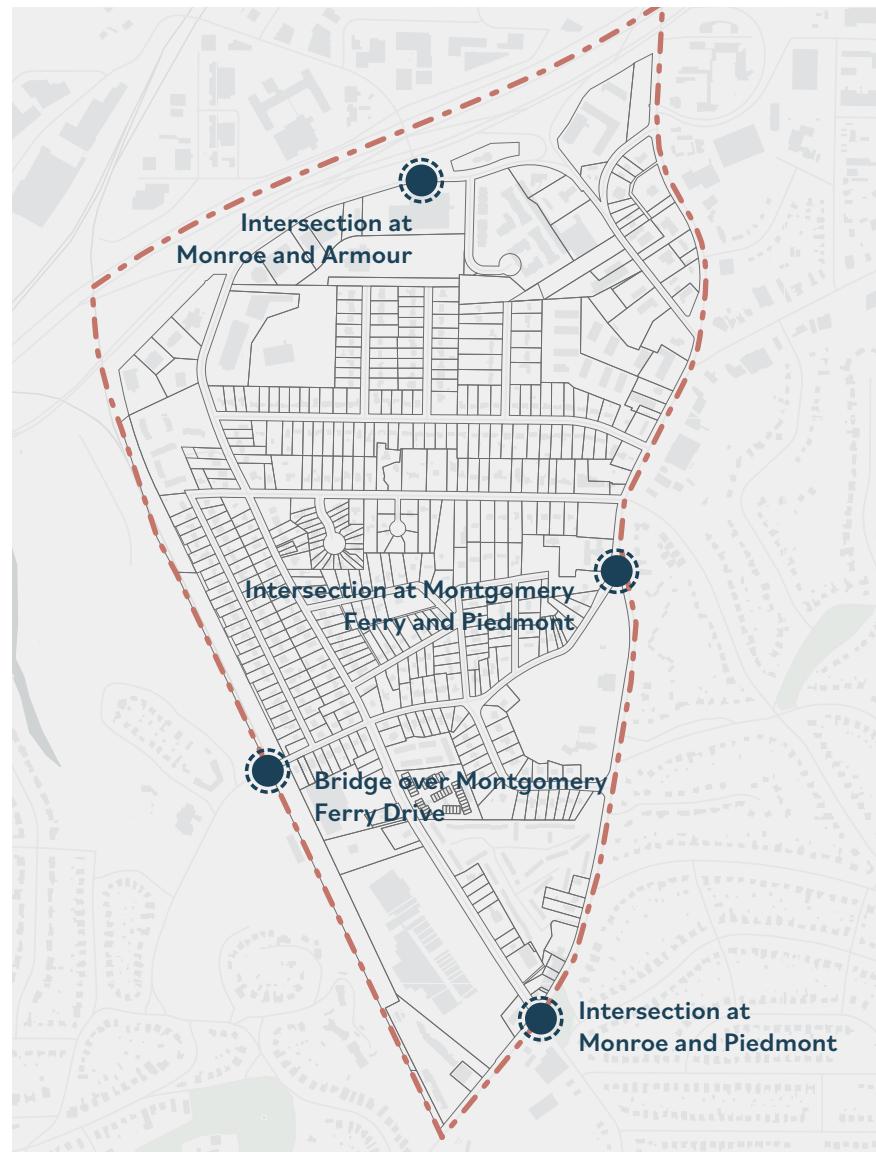 Intersection at
Monroe and Armour
Intersection at Montgomery
Ferry and Piedmont
Bridge over Montgomery
Ferry Drive
Intersection at
Monroe and Piedmont